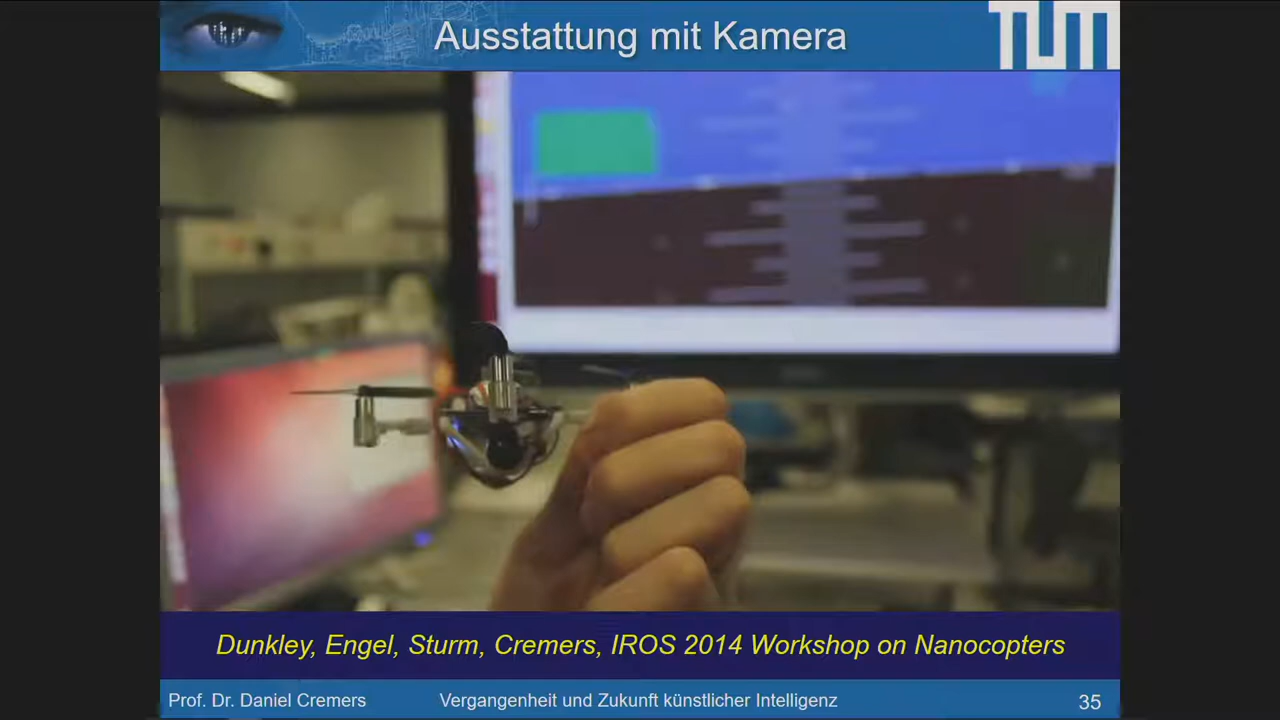 Ausstattung mit Kamera
TUM
Dunkley, Engel, Sturm, Cremers, IROS 2014 Workshop on Nanocopters
Prof. Dr. Daniel Cremers
Vergangenheit und Zukunft künstlicher Intelligenz
35